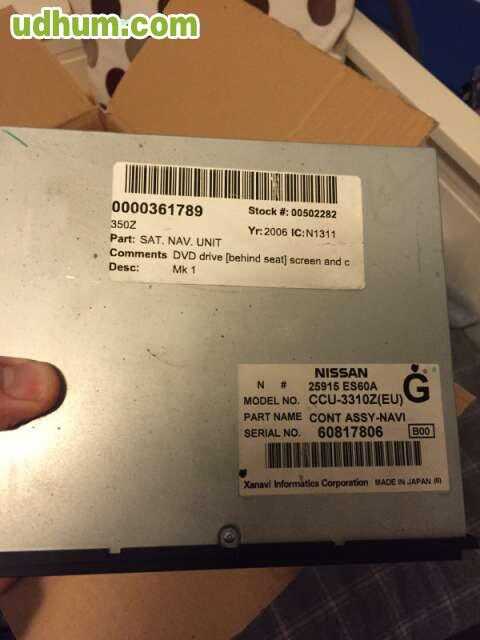 udhum.com
0000361789
Stock #: 00502282
350Z
Yr: 2006 IC: N1311
Part: SAT. NAV. UNIT
Comments DVD drive [behind seat] screen and c
Desc: Mk 1
NISSAN
N # 25915 ES60A
G
MODEL NO. CCU-3310Z(EU)
PART NAME CONT ASSY-NAVI
SERIAL NO. 60817806 B00
Xanavi Informatics Corporation MADE IN JAPAN (6)